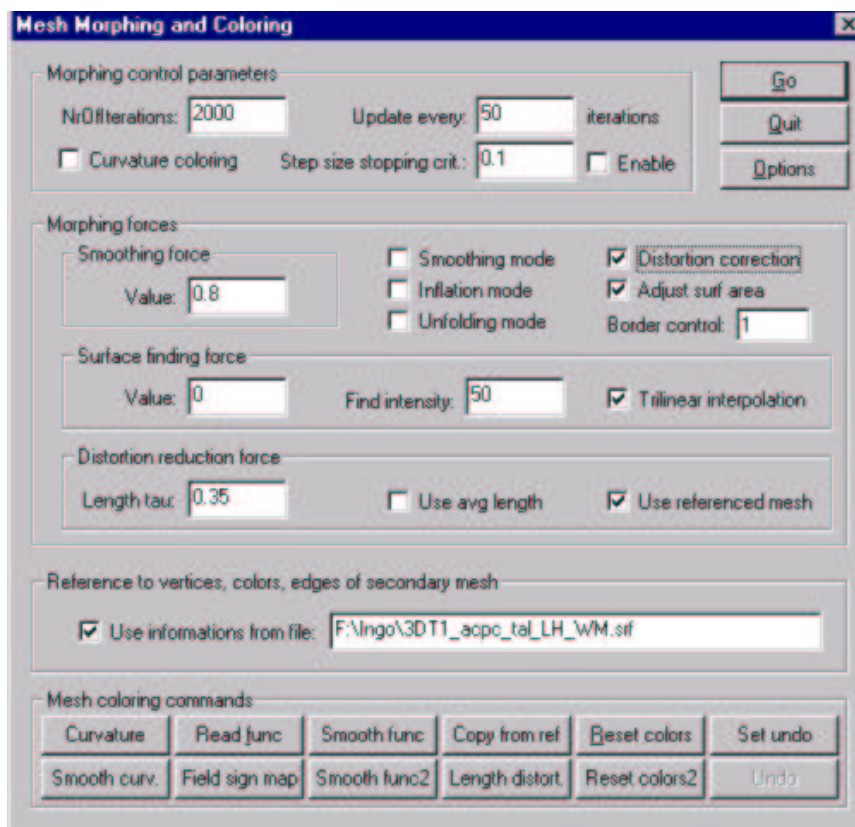 Mesh Morphing and Coloring
Morphing control parameters
NrOfIterations: 2000 Update every: 50 iterations
Curvature coloring Step size stopping crit.: 0.1 Enable
Go
Quit
Options
Morphing forces
Smoothing force
Value: 0.8
Smoothing mode
Inflation mode
Unfolding mode
Distortion correction
Adjust surf area
Border control: 1
Surface finding force
Value: 0 Find intensity: 50 Trilinear interpolation
Distortion reduction force
Length tau: 0.35 Use avg length Use referenced mesh
Reference to vertices, colors, edges of secondary mesh
Use informations from file: F:\Ingo\3DT1_acpc_tal_LH_WM.srf
Mesh coloring commands
Curvature Read func Smooth func Copy from ref Reset colors Set undo
Smooth curv. Field sign map Smooth func2 Length distort. Reset colors2 Undo